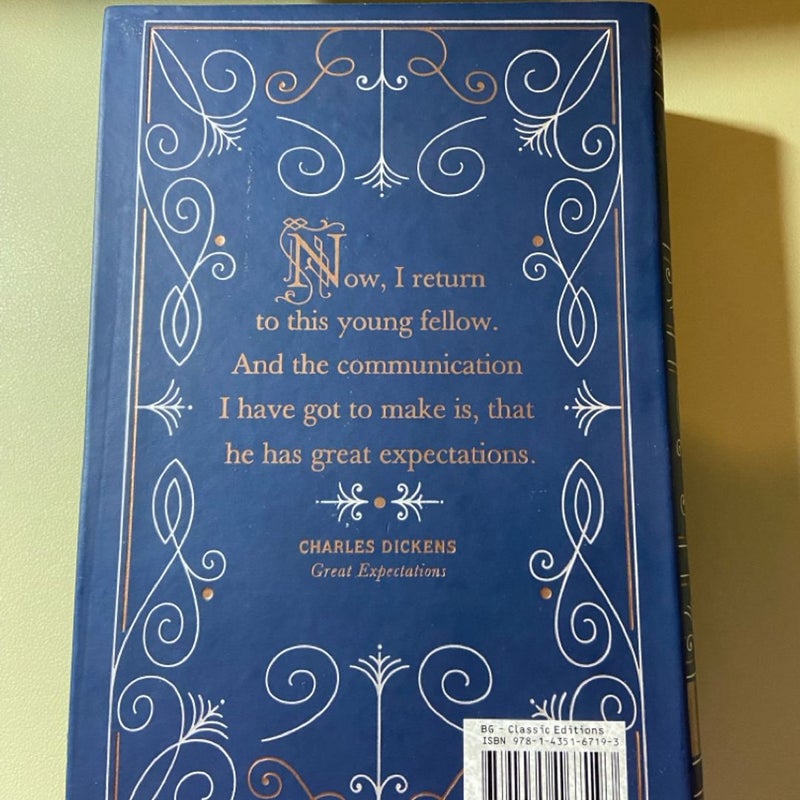 Now, I return
to this young fellow.
And the communication
I have got to make is, that
he has great expectations.
CHARLES DICKENS
Great Expectations
BG - Classic Editions
ISBN 978-1-4351-6719-3